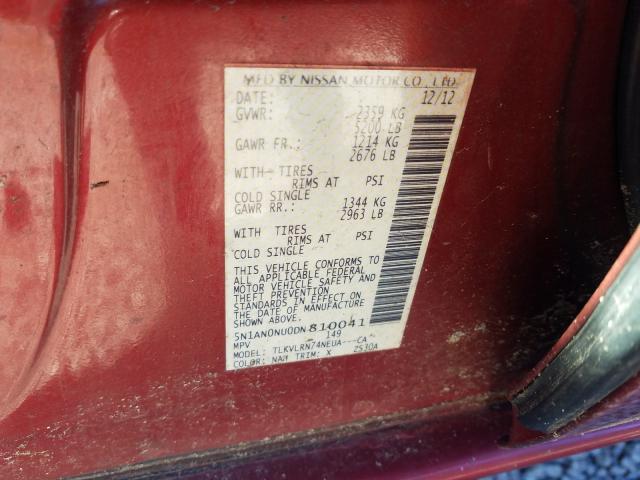 MFD BY NISSAN MOTOR CO., LTD.
DATE: 12/12
GVWR: 2359 KG
5200 LB
GAWR FR.: 1214 KG
2676 LB
WITH TIRES
RIMS AT PSI
COLD SINGLE
GAWR RR.: 1344 KG
2963 LB
WITH TIRES
RIMS AT PSI
COLD SINGLE
THIS VEHICLE CONFORMS TO
ALL APPLICABLE FEDERAL
MOTOR VEHICLE SAFETY AND
THEFT PREVENTION
STANDARDS IN EFFECT ON
THE DATE OF MANUFACTURE
5N1AN0NU0DN810041
MPV 149
MODEL: TLKVLRN74NEUA---CA
COLOR: NAH TRIM: X 2530A